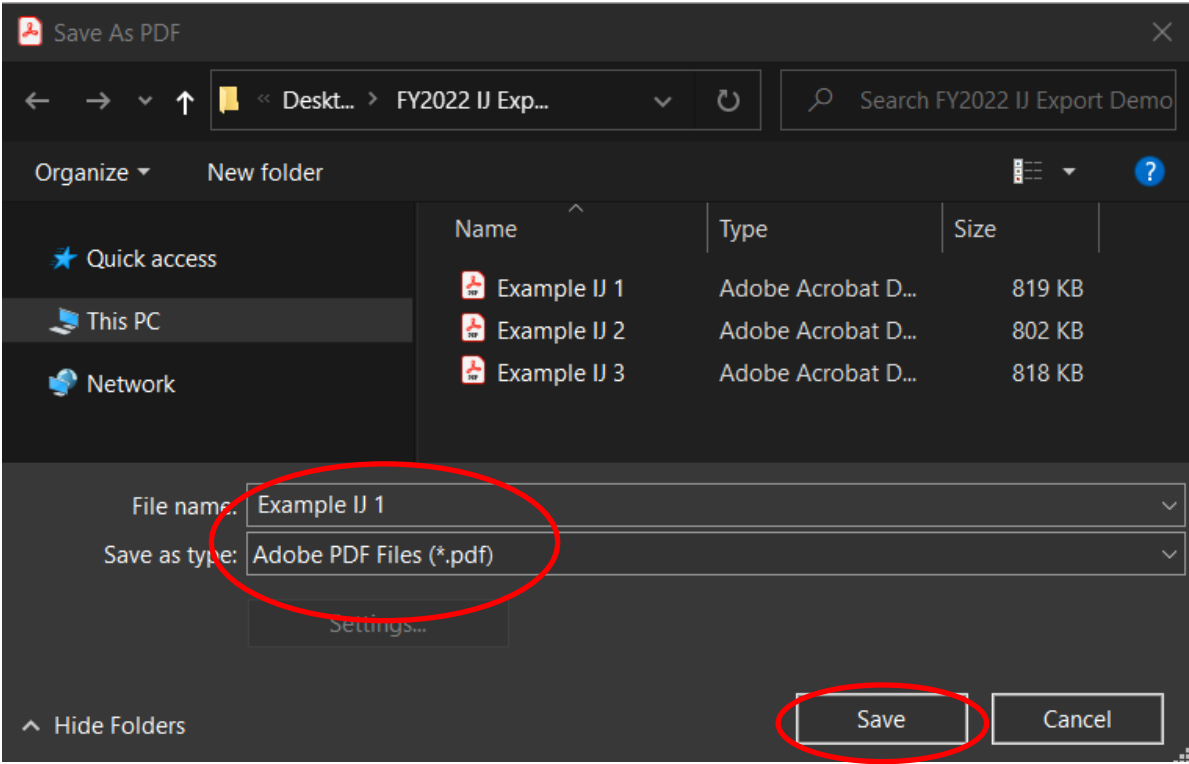 Save As PDF
« Deskt... > FY2022 IJ Exp... Search FY2022 IJ Export Demo
Organize New folder ?
Name Type Size
Quick access
This PC
Network
Example IJ 1 Adobe Acrobat D... 819 KB
Example IJ 2 Adobe Acrobat D... 802 KB
Example IJ 3 Adobe Acrobat D... 818 KB
File name: Example IJ 1
Save as type: Adobe PDF Files (*.pdf)
Settings...
Hide Folders Save Cancel